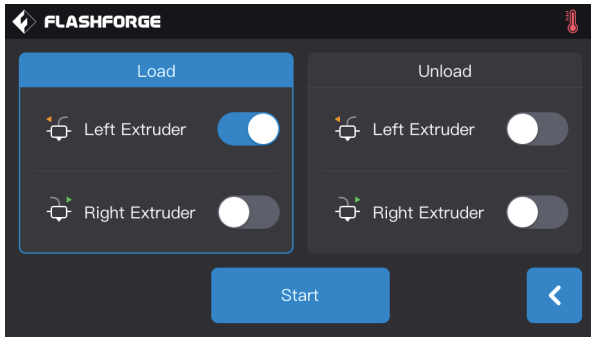 FLASHFORGE
Load
Left Extruder
Right Extruder
Unload
Left Extruder
Right Extruder
Start